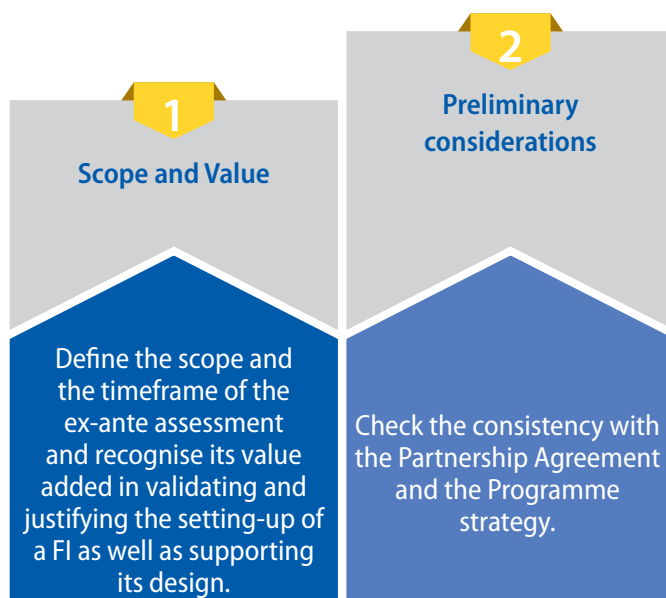 1
Scope and Value
Define the scope and
the timeframe of the
ex-ante assessment
and recognise its value
added in validating and
justifying the setting-up of
a FI as well as supporting
its design.
2
Preliminary
considerations
Check the consistency with
the Partnership Agreement
and the Programme
strategy.